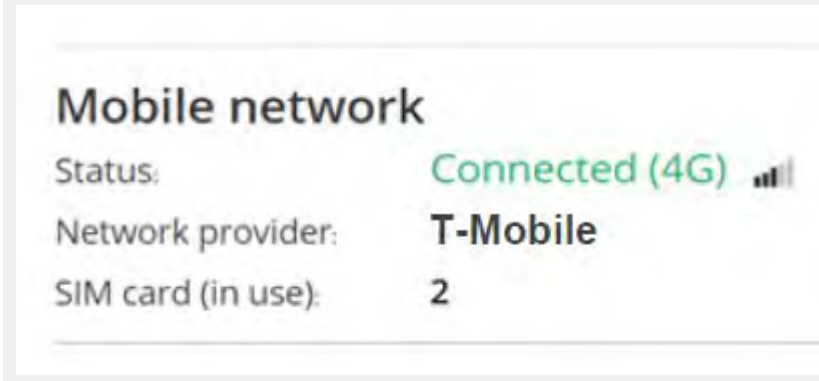 Mobile network
Status: Connected (4G)
Network provider: T-Mobile
SIM card (in use): 2